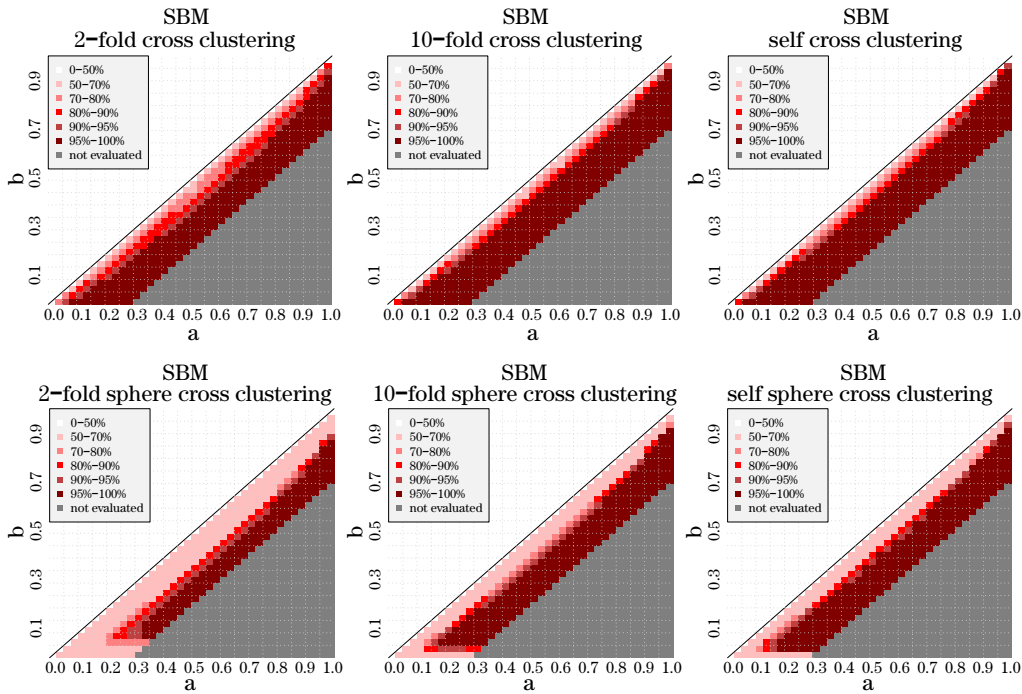 SBM
2−fold cross clustering
0−50%
50−70%
70−80%
80%−90%
90%−95%
95%−100%
not evaluated
b
0.1 0.3 0.5 0.7 0.9
0.0 0.1 0.2 0.3 0.4 0.5 0.6 0.7 0.8 0.9 1.0
a
SBM
10−fold cross clustering
0−50%
50−70%
70−80%
80%−90%
90%−95%
95%−100%
not evaluated
b
0.1 0.3 0.5 0.7 0.9
0.0 0.1 0.2 0.3 0.4 0.5 0.6 0.7 0.8 0.9 1.0
a
SBM
self cross clustering
0−50%
50−70%
70−80%
80%−90%
90%−95%
95%−100%
not evaluated
b
0.1 0.3 0.5 0.7 0.9
0.0 0.1 0.2 0.3 0.4 0.5 0.6 0.7 0.8 0.9 1.0
a
SBM
2−fold sphere cross clustering
0−50%
50−70%
70−80%
80%−90%
90%−95%
95%−100%
not evaluated
b
0.1 0.3 0.5 0.7 0.9
0.0 0.1 0.2 0.3 0.4 0.5 0.6 0.7 0.8 0.9 1.0
a
SBM
10−fold sphere cross clustering
0−50%
50−70%
70−80%
80%−90%
90%−95%
95%−100%
not evaluated
b
0.1 0.3 0.5 0.7 0.9
0.0 0.1 0.2 0.3 0.4 0.5 0.6 0.7 0.8 0.9 1.0
a
SBM
self sphere cross clustering
0−50%
50−70%
70−80%
80%−90%
90%−95%
95%−100%
not evaluated
b
0.1 0.3 0.5 0.7 0.9
0.0 0.1 0.2 0.3 0.4 0.5 0.6 0.7 0.8 0.9 1.0
a